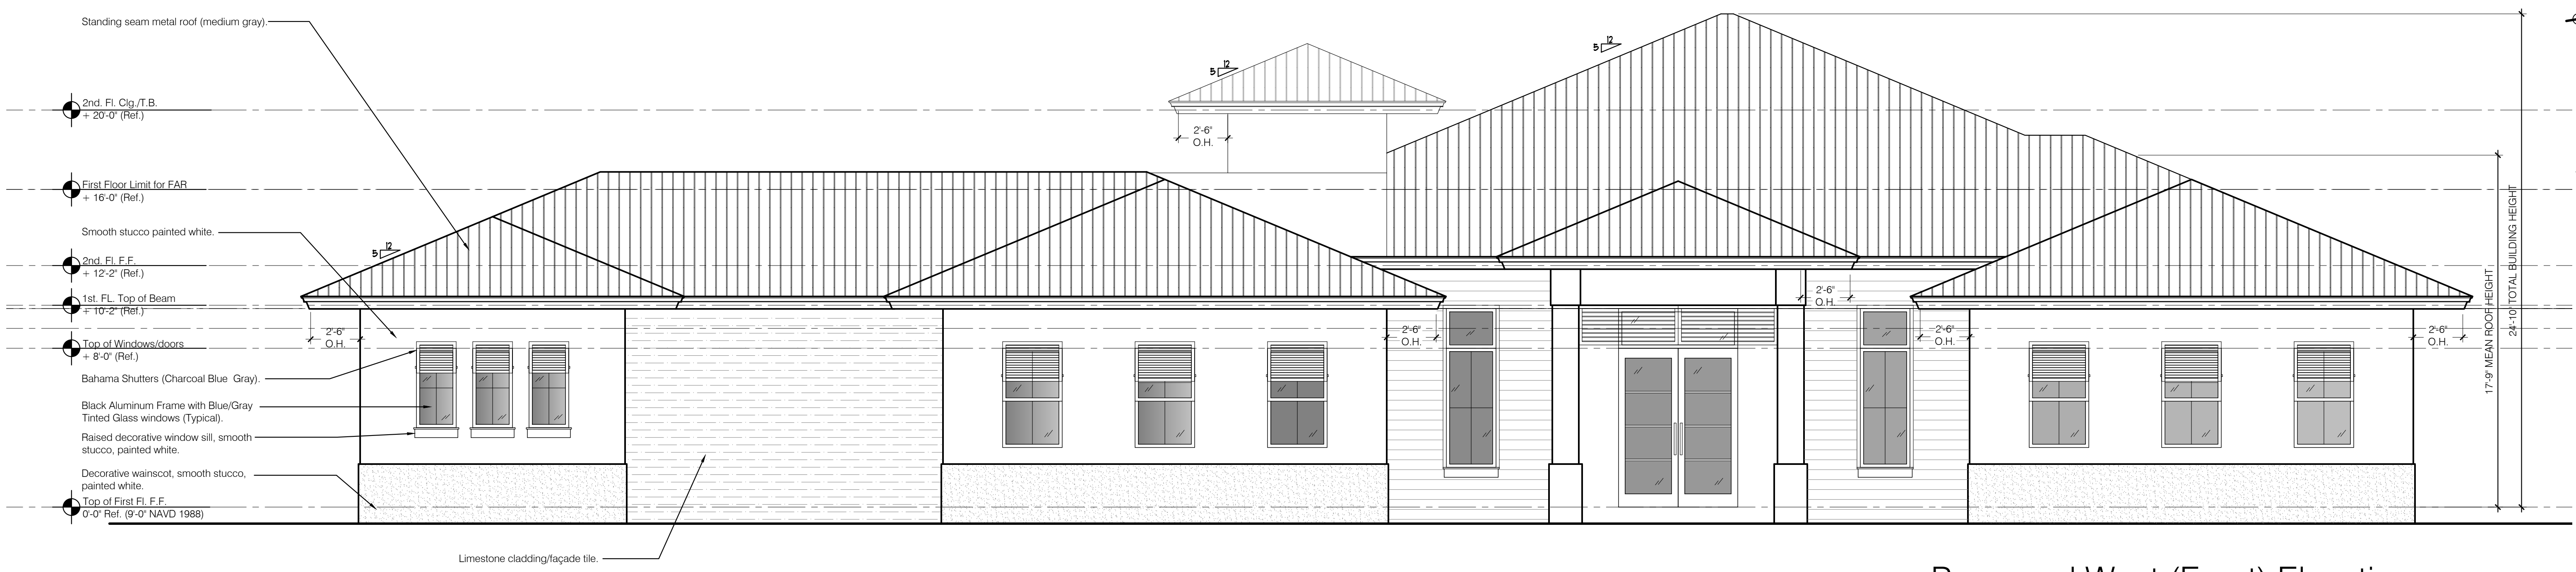 Standing seam metal roof (medium gray).
2nd. Fl. Clg./T.B.
+ 20'-0" (Ref.)
First Floor Limit for FAR
+ 16'-0" (Ref.)
Smooth stucco painted white.
2nd. Fl. F.F.
+ 12'-2" (Ref.)
1st. FL. Top of Beam
+ 10'-2" (Ref.)
Top of Windows/doors
+ 8'-0" (Ref.)
Bahama Shutters (Charcoal Blue Gray).
Black Aluminum Frame with Blue/Gray
Tinted Glass windows (Typical).
Raised decorative window sill, smooth
stucco, painted white.
Decorative wainscot, smooth stucco,
painted white.
Top of First Fl. F.F.
0'-0" Ref. (9'-0" NAVD 1988)
Limestone cladding/façade tile.
12
5
2'-6"
O.H.
12
5
2'-6"
O.H.
12
5
2'-6"
O.H.
2'-6"
O.H.
2'-6"
O.H.
2'-6"
O.H.
17'-9" MEAN ROOF HEIGHT
24'-10" TOTAL BUILDING HEIGHT